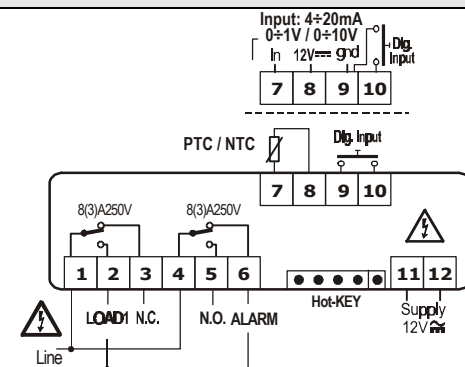 Input: 4÷20mA
0÷1V / 0÷10V
In 12V gnd
Dig. Input
7 8 9 10
PTC / NTC
Dig. Input
7 8 9 10
8(3)A250V 8(3)A250V
1 2 3 4 5 6 11 12
LOAD1 N.C. N.O. ALARM
Hot-KEY
Supply
12V
Line